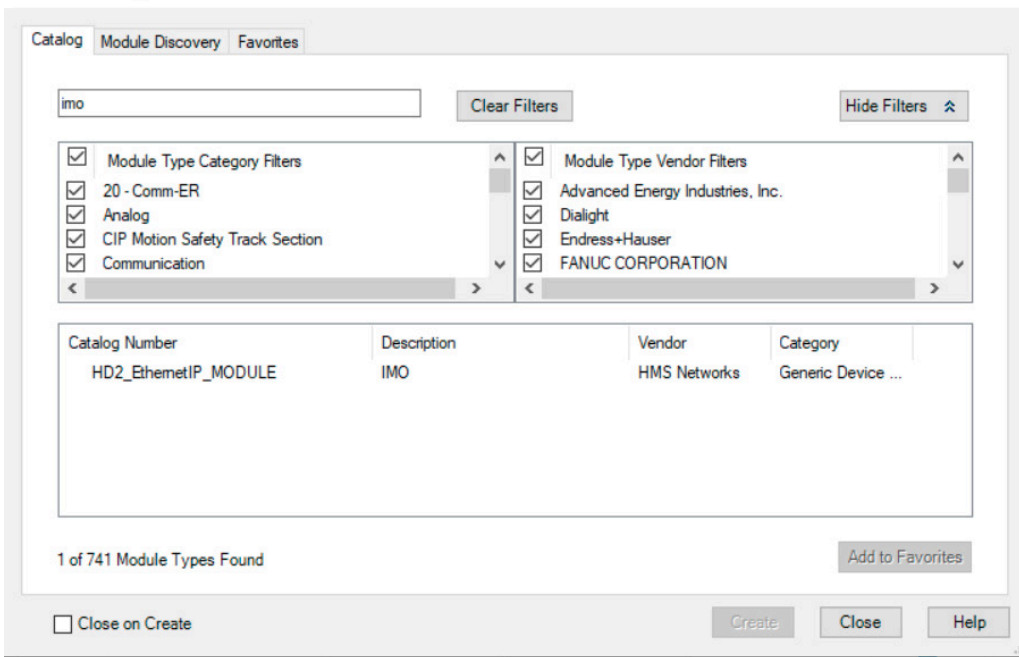 Catalog Module Discovery Favorites
imo Clear Filters Hide Filters
Module Type Category Filters
20 - Comm-ER
Analog
CIP Motion Safety Track Section
Communication
Module Type Vendor Filters
Advanced Energy Industries, Inc.
Dialight
Endress+Hauser
FANUC CORPORATION
Catalog Number Description Vendor Category
HD2_EthernetIP_MODULE IMO HMS Networks Generic Device ...
1 of 741 Module Types Found Add to Favorites
Close on Create Create Close Help